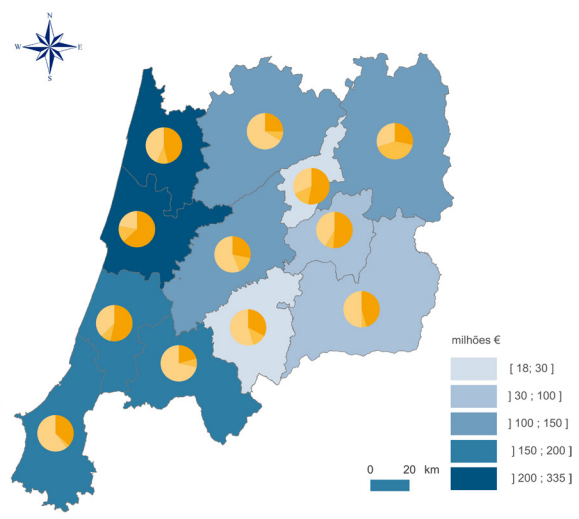 N
W E
S
milhões €
[ 18; 30 ]
] 30 ; 100 ]
] 100 ; 150 ]
] 150 ; 200 ]
] 200 ; 335 ]
0 20 km